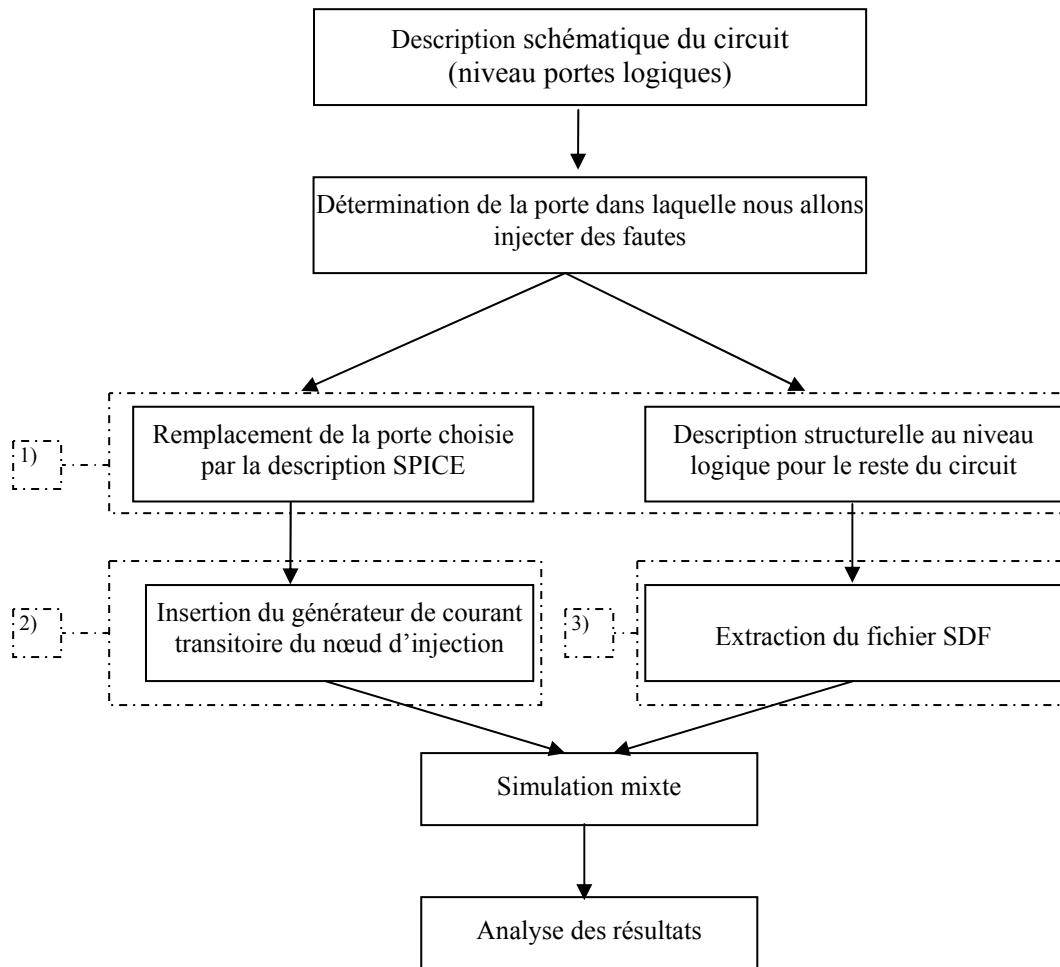 Description schématique du circuit
(niveau portes logiques)
Détermination de la porte dans laquelle nous allons
injecter des fautes
1)
Remplacement de la porte choisie
par la description SPICE
Description structurelle au niveau
logique pour le reste du circuit
2)
Insertion du générateur de courant
transitoire du nœud d’injection
3)
Extraction du fichier SDF
Simulation mixte
Analyse des résultats